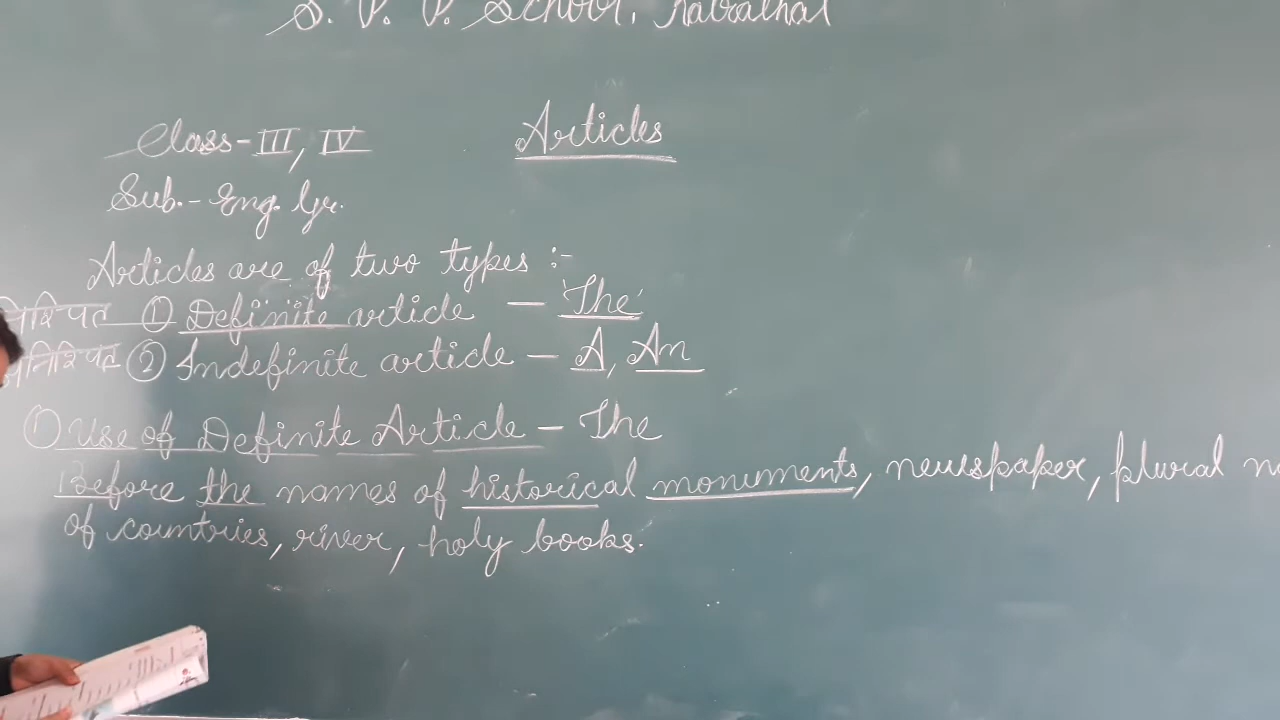 S. V. P. School,
Class-III, IV
Articles
Sub.- Eng. Gr.
Articles are of two types :-
① Definite article — 'The'
② Indefinite article — A, An
① Use of Definite Article - The
Before the names of historical monuments, newspaper, plural
of countries, river, holy books.